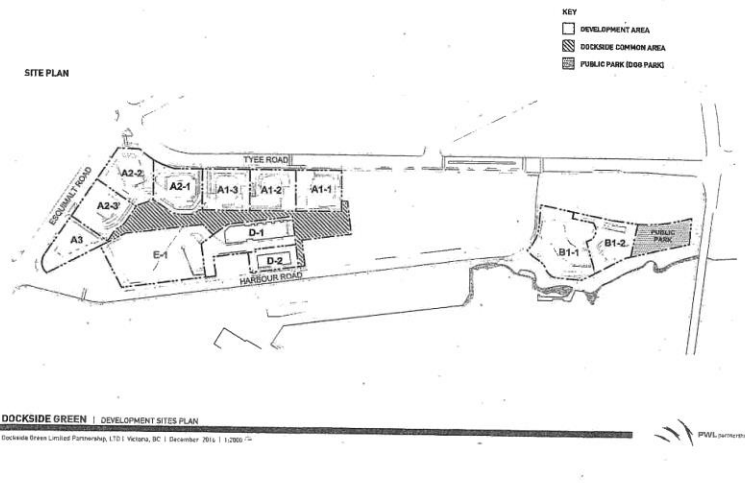 KEY
DEVELOPMENT AREA
DOCKSIDE COMMON AREA
PUBLIC PARK (DOG PARK)
SITE PLAN
TYEE ROAD
ESQUIMALT ROAD
A2-2
A2-1
A1-3
A1-2
A1-1
A2-3
A3
E-1
D-1
D-2
HARBOUR ROAD
B1-1
B1-2
PUBLIC
PARK
DOCKSIDE GREEN | DEVELOPMENT SITES PLAN
Dockside Green Limited Partnership, LTD | Victoria, BC | December 2016 | 1:2000
PWL partnership